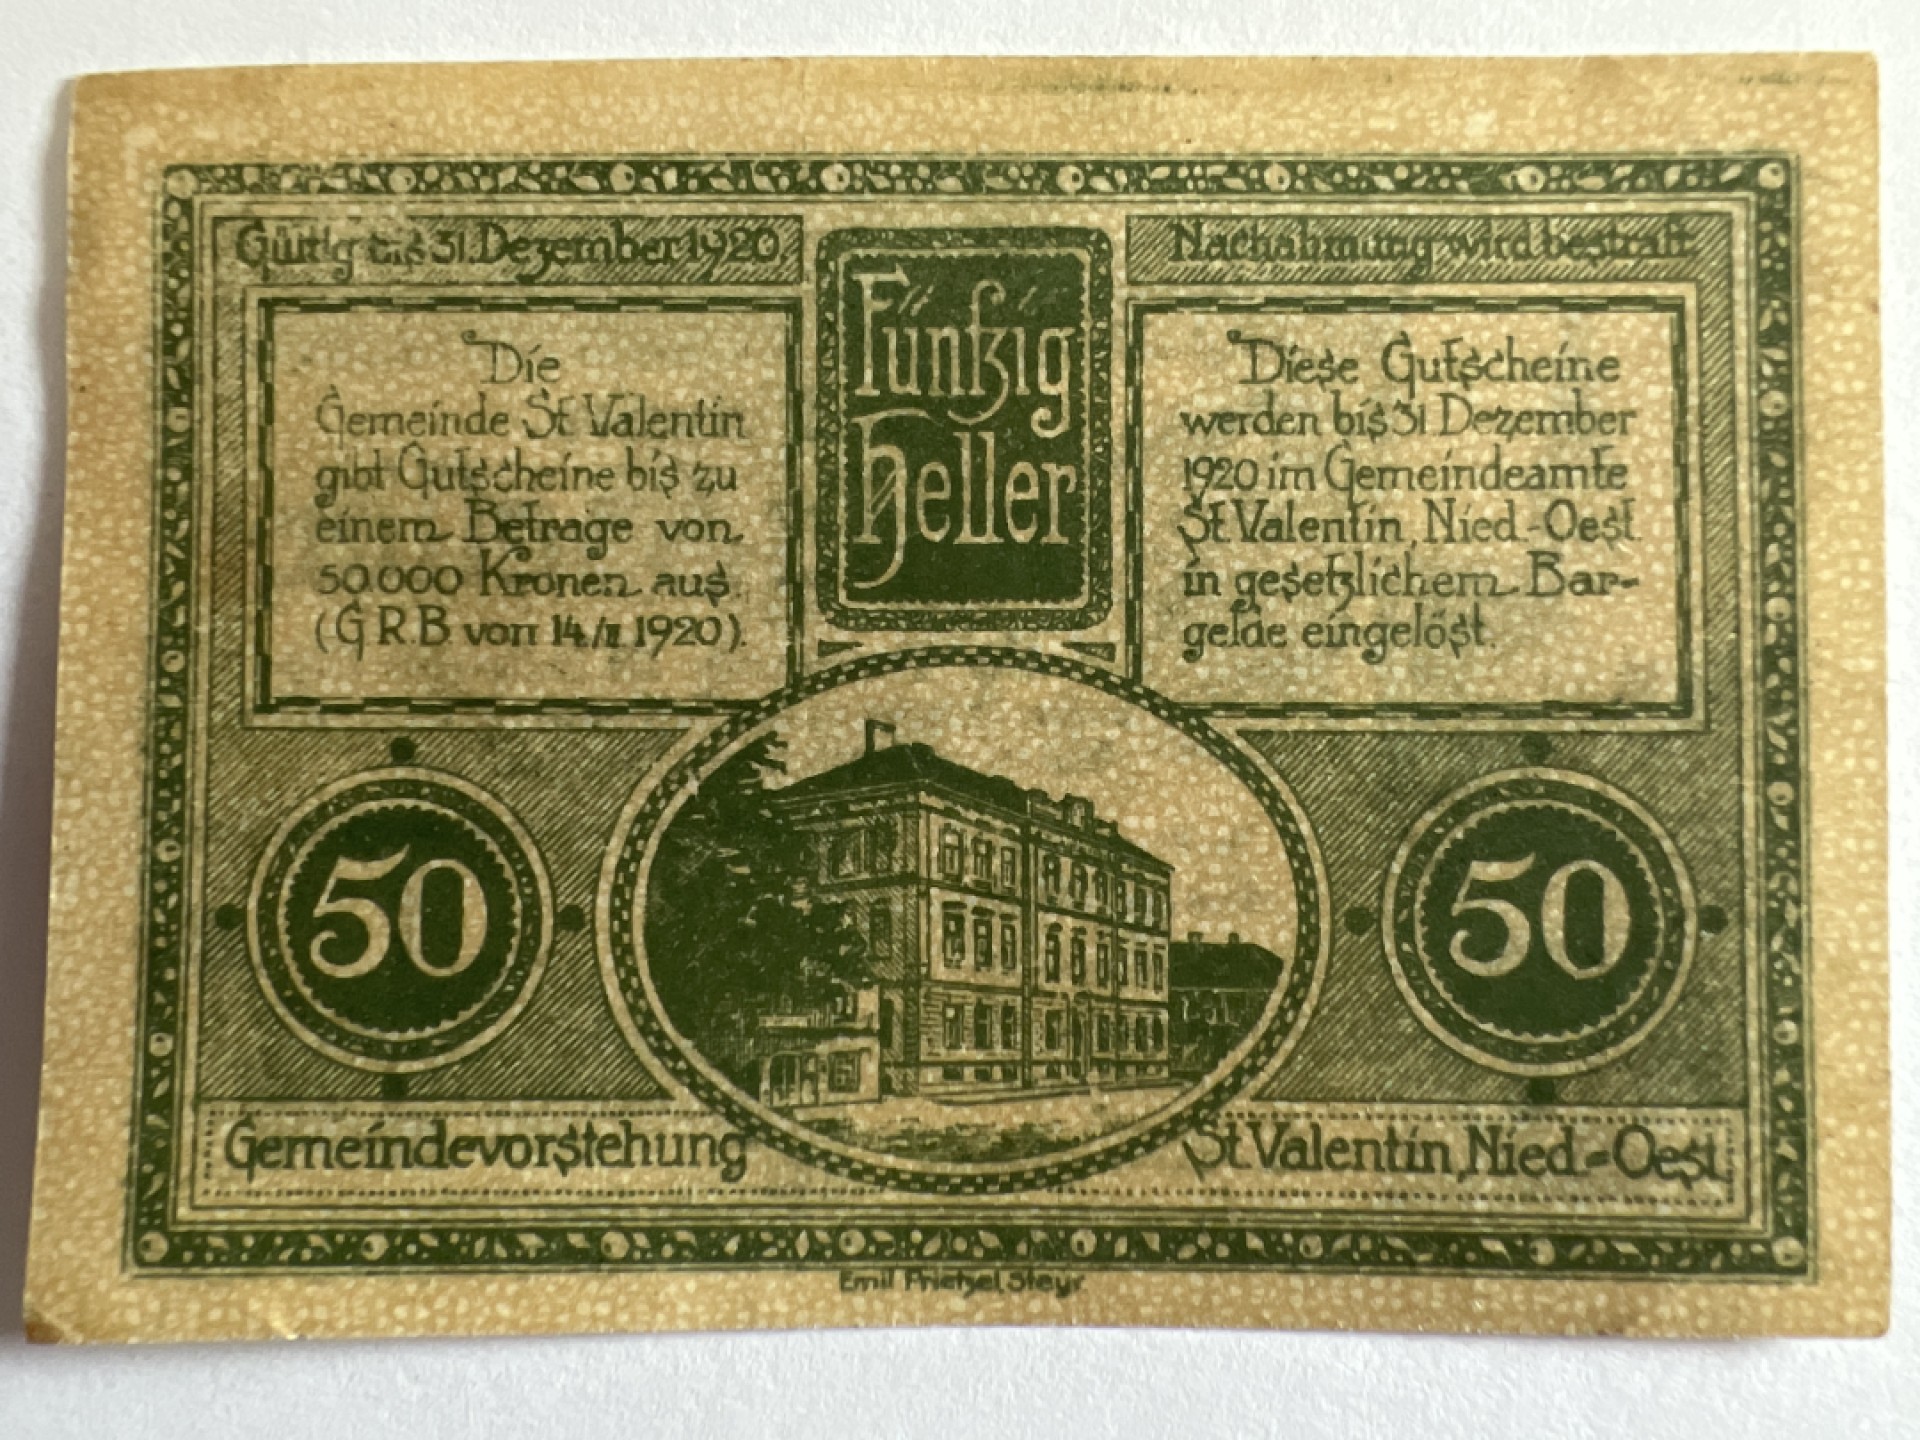 Gültig bis 31. Dezember 1920.
Nachahmung wird bestraft
Fünfzig
Heller
Die
Gemeinde St Valentin
gibt Gutscheine bis zu
einem Betrage von
50.000 Kronen aus.
(G R.B von 14./II 1920).
Diese Gutscheine
werden bis 31 Dezember
1920 im Gemeindeamte
St. Valentin, Nied.-Oest.
in gesetzlichem Bar-
gelde eingelöst.
50
50
Gemeindevorstehung
St. Valentin, Nied.-Oest.
Emil Prietzel, Steyr